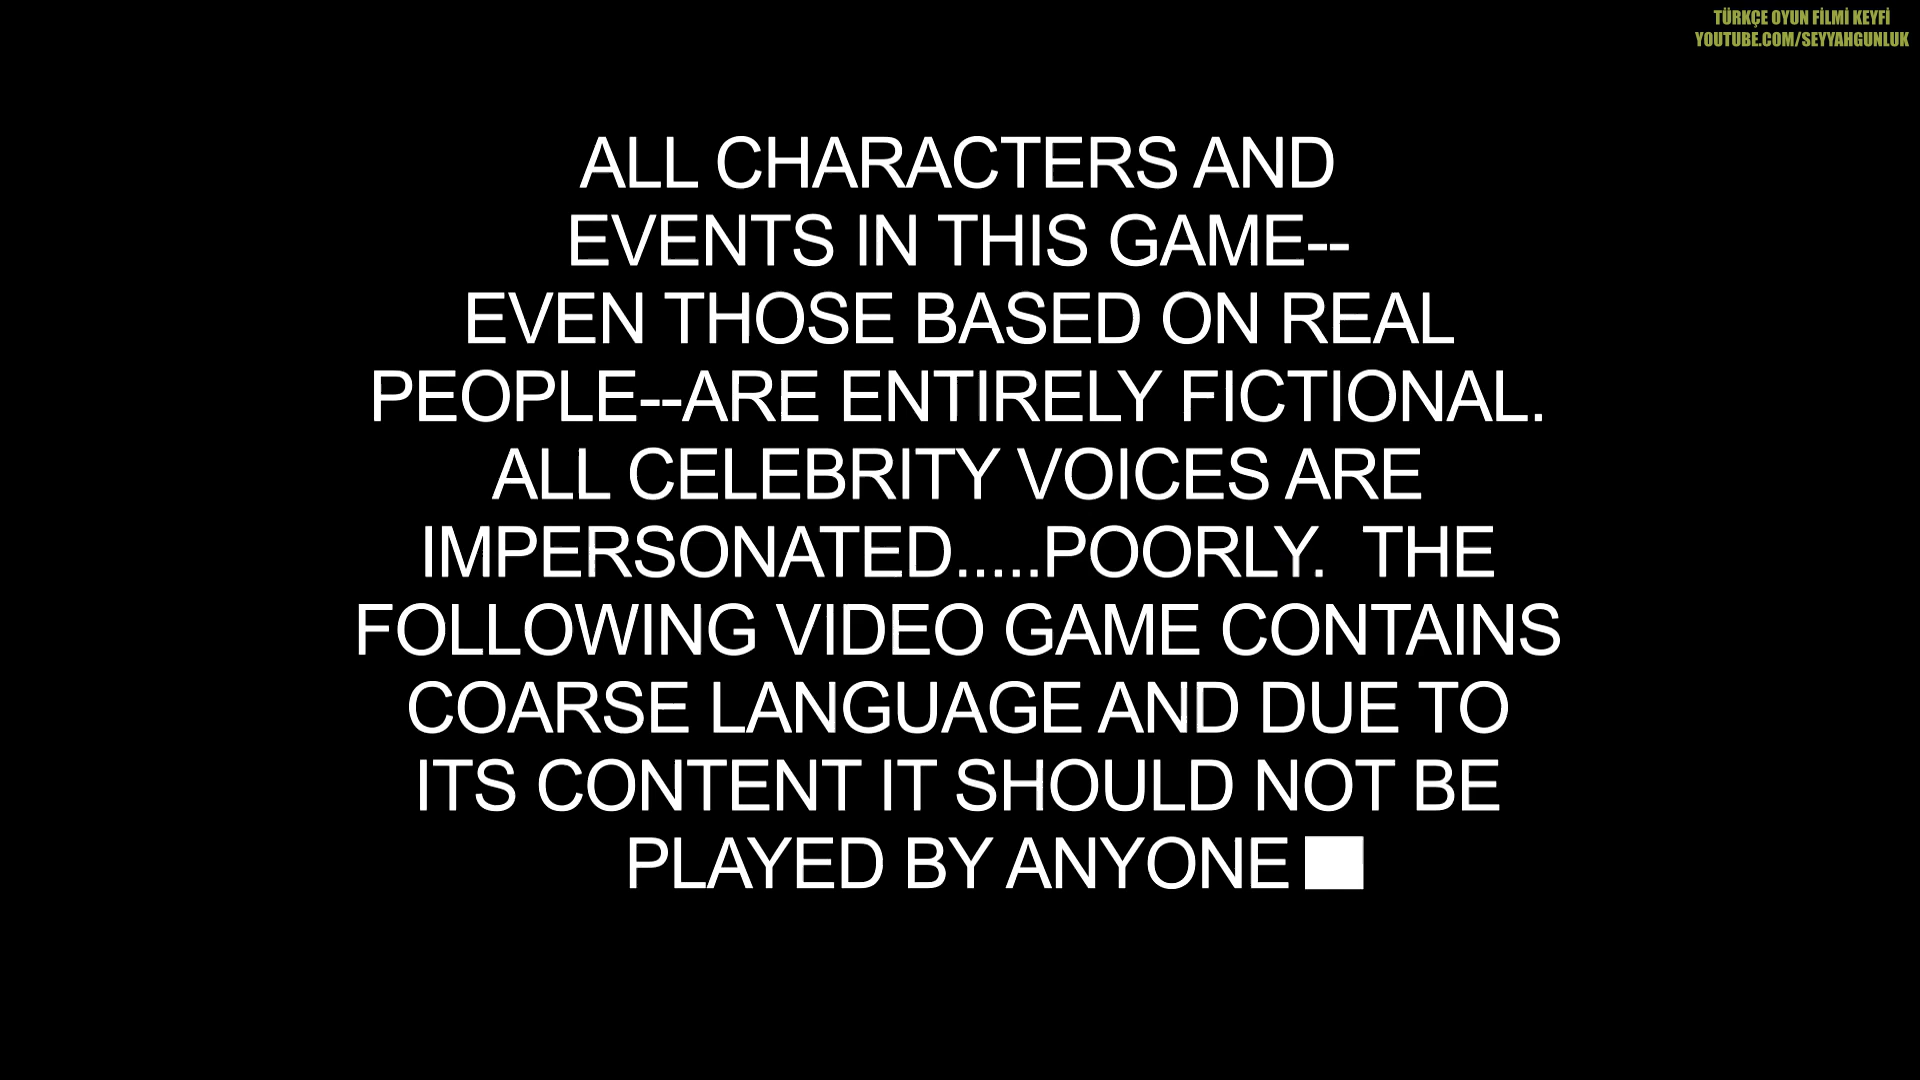 TÜRKÇE OYUN FİLMİ KEYFİ
YOUTUBE.COM/SEYYAHGUNLUK
ALL CHARACTERS AND
EVENTS IN THIS GAME--
EVEN THOSE BASED ON REAL
PEOPLE--ARE ENTIRELY FICTIONAL.
ALL CELEBRITY VOICES ARE
IMPERSONATED.....POORLY.  THE
FOLLOWING VIDEO GAME CONTAINS
COARSE LANGUAGE AND DUE TO
ITS CONTENT IT SHOULD NOT BE
PLAYED BY ANYONE